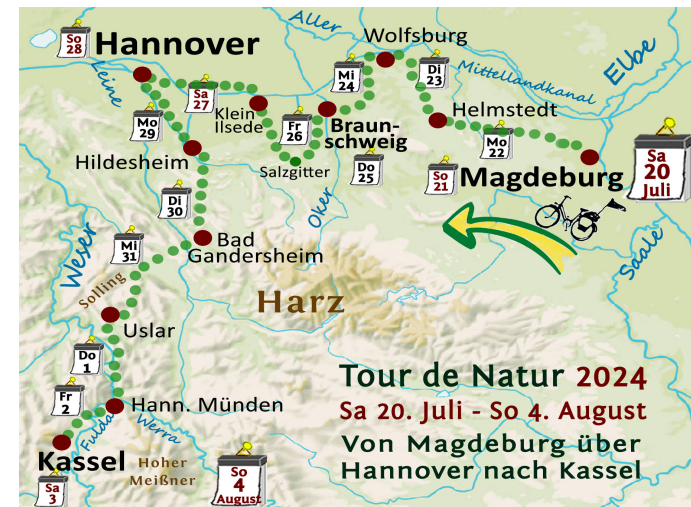 So
28
Hannover
Aller
Wolfsburg
Elbe
Leine
Sa
27
Mi
24
Di
23
Mittellandkanal
Klein
Ilsede
Mo
29
Fr
26
Braun-
schweig
Helmstedt
Mo
22
Hildesheim
Salzgitter
Do
25
So
21
Magdeburg
Sa
20
Juli
Di
30
Oker
Mi
31
Weser
Bad
Gandersheim
Saale
Solling
Harz
Uslar
Do
1
Fr
2
Hann. Münden
Fulda
Werra
Kassel
Hoher
Meißner
Sa
3
So
4
August
Tour de Natur 2024
Sa 20. Juli - So 4. August
Von Magdeburg über
Hannover nach Kassel